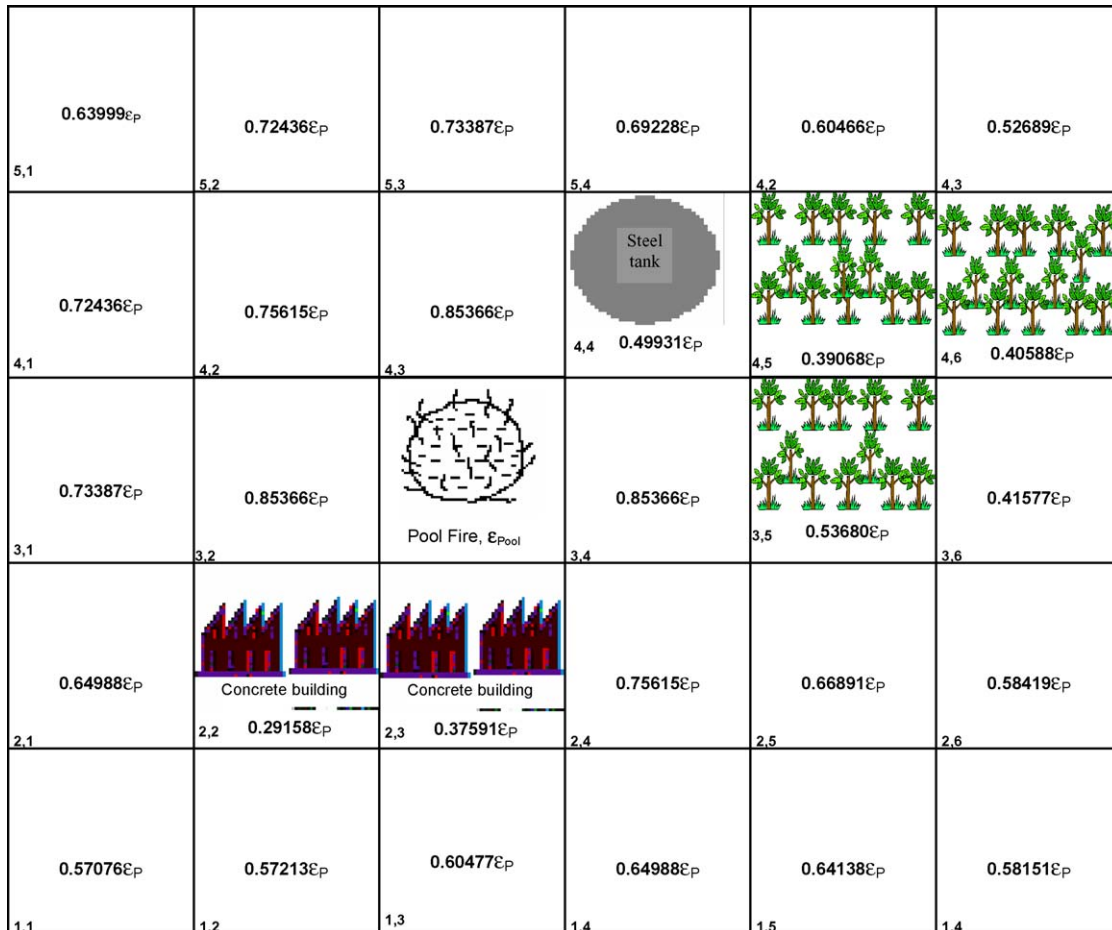 0.63999εP
5,1
0.72436εP
5,2
0.73387εP
5,3
0.69228εP
5,4
0.60466εP
4,2
0.52689εP
4,3
0.72436εP
4,1
0.75615εP
4,2
0.85366εP
4,3
Steel
tank
4,4 0.49931εP
4,5 0.39068εP
4,6 0.40588εP
0.73387εP
3,1
0.85366εP
3,2
Pool Fire, εPool
0.85366εP
3,4
3,5 0.53680εP
0.41577εP
3,6
0.64988εP
2,1
Concrete building
2,2 0.29158εP
Concrete building
2,3 0.37591εP
0.75615εP
2,4
0.66891εP
2,5
0.58419εP
2,6
0.57076εP
1,1
0.57213εP
1,2
0.60477εP
1,3
0.64988εP
1,4
0.64138εP
1,5
0.58151εP
1,4